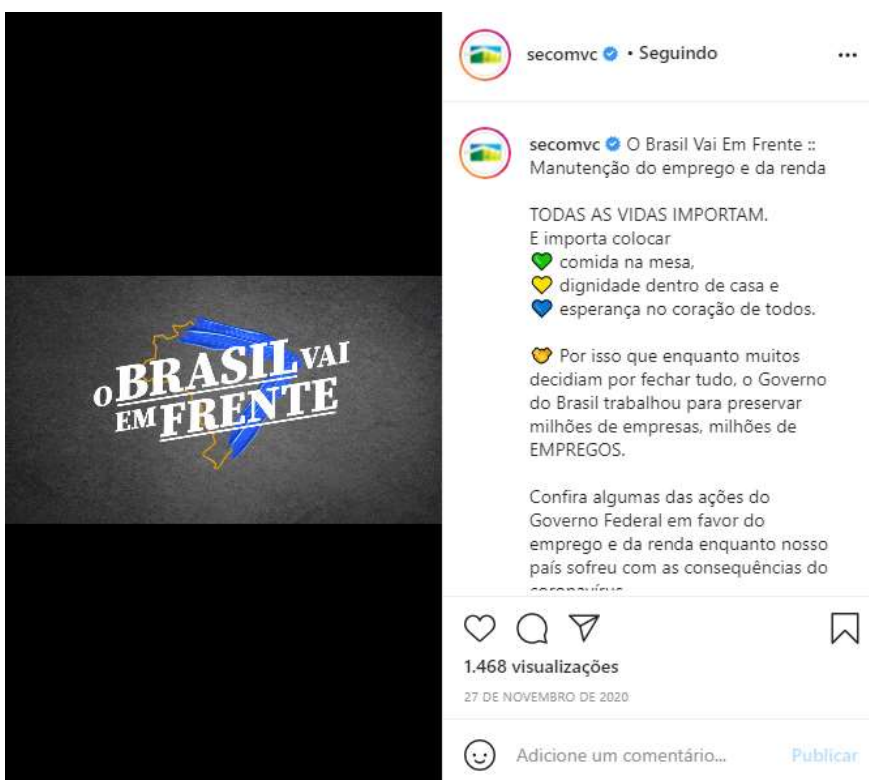 O BRASIL VAI
EM FRENTE
secomvc • Seguindo
secomvc O Brasil Vai Em Frente ::
Manutenção do emprego e da renda
TODAS AS VIDAS IMPORTAM.
E importa colocar
💚 comida na mesa,
💛 dignidade dentro de casa e
💙 esperança no coração de todos.
Por isso que enquanto muitos
decidiam por fechar tudo, o Governo
do Brasil trabalhou para preservar
milhões de empresas, milhões de
EMPREGOS.
Confira algumas das ações do
Governo Federal em favor do
emprego e da renda enquanto nosso
país sofreu com as consequências do
1.468 visualizações
27 DE NOVEMBRO DE 2020
Adicione um comentário... Publicar